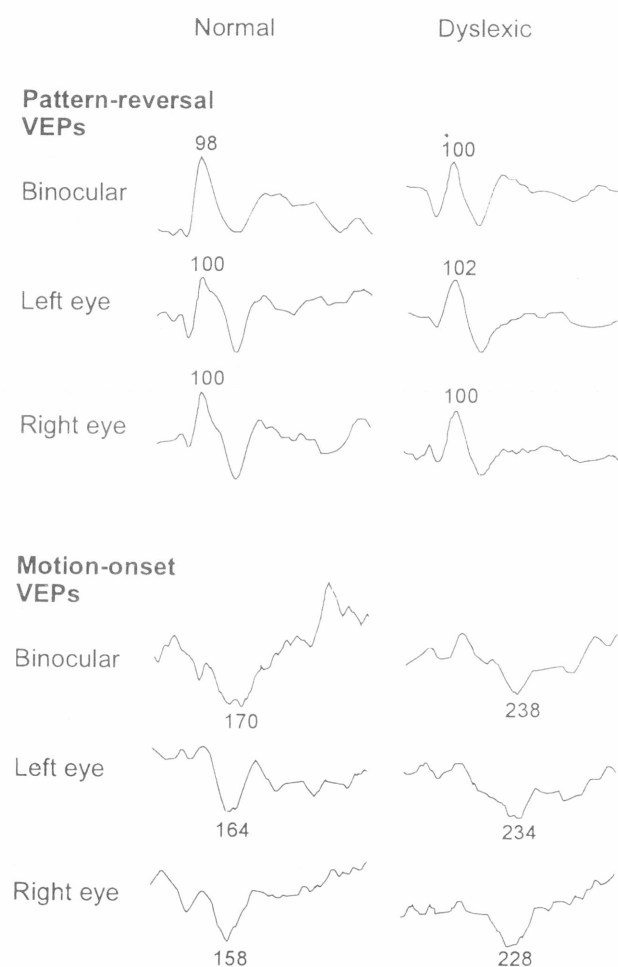 Normal Dyslexic
Pattern-reversal
VEPs
98 100
Binocular
100 102
Left eye
100 100
Right eye
Motion-onset
VEPs
Binocular
170 238
Left eye
164 234
Right eye
158 228